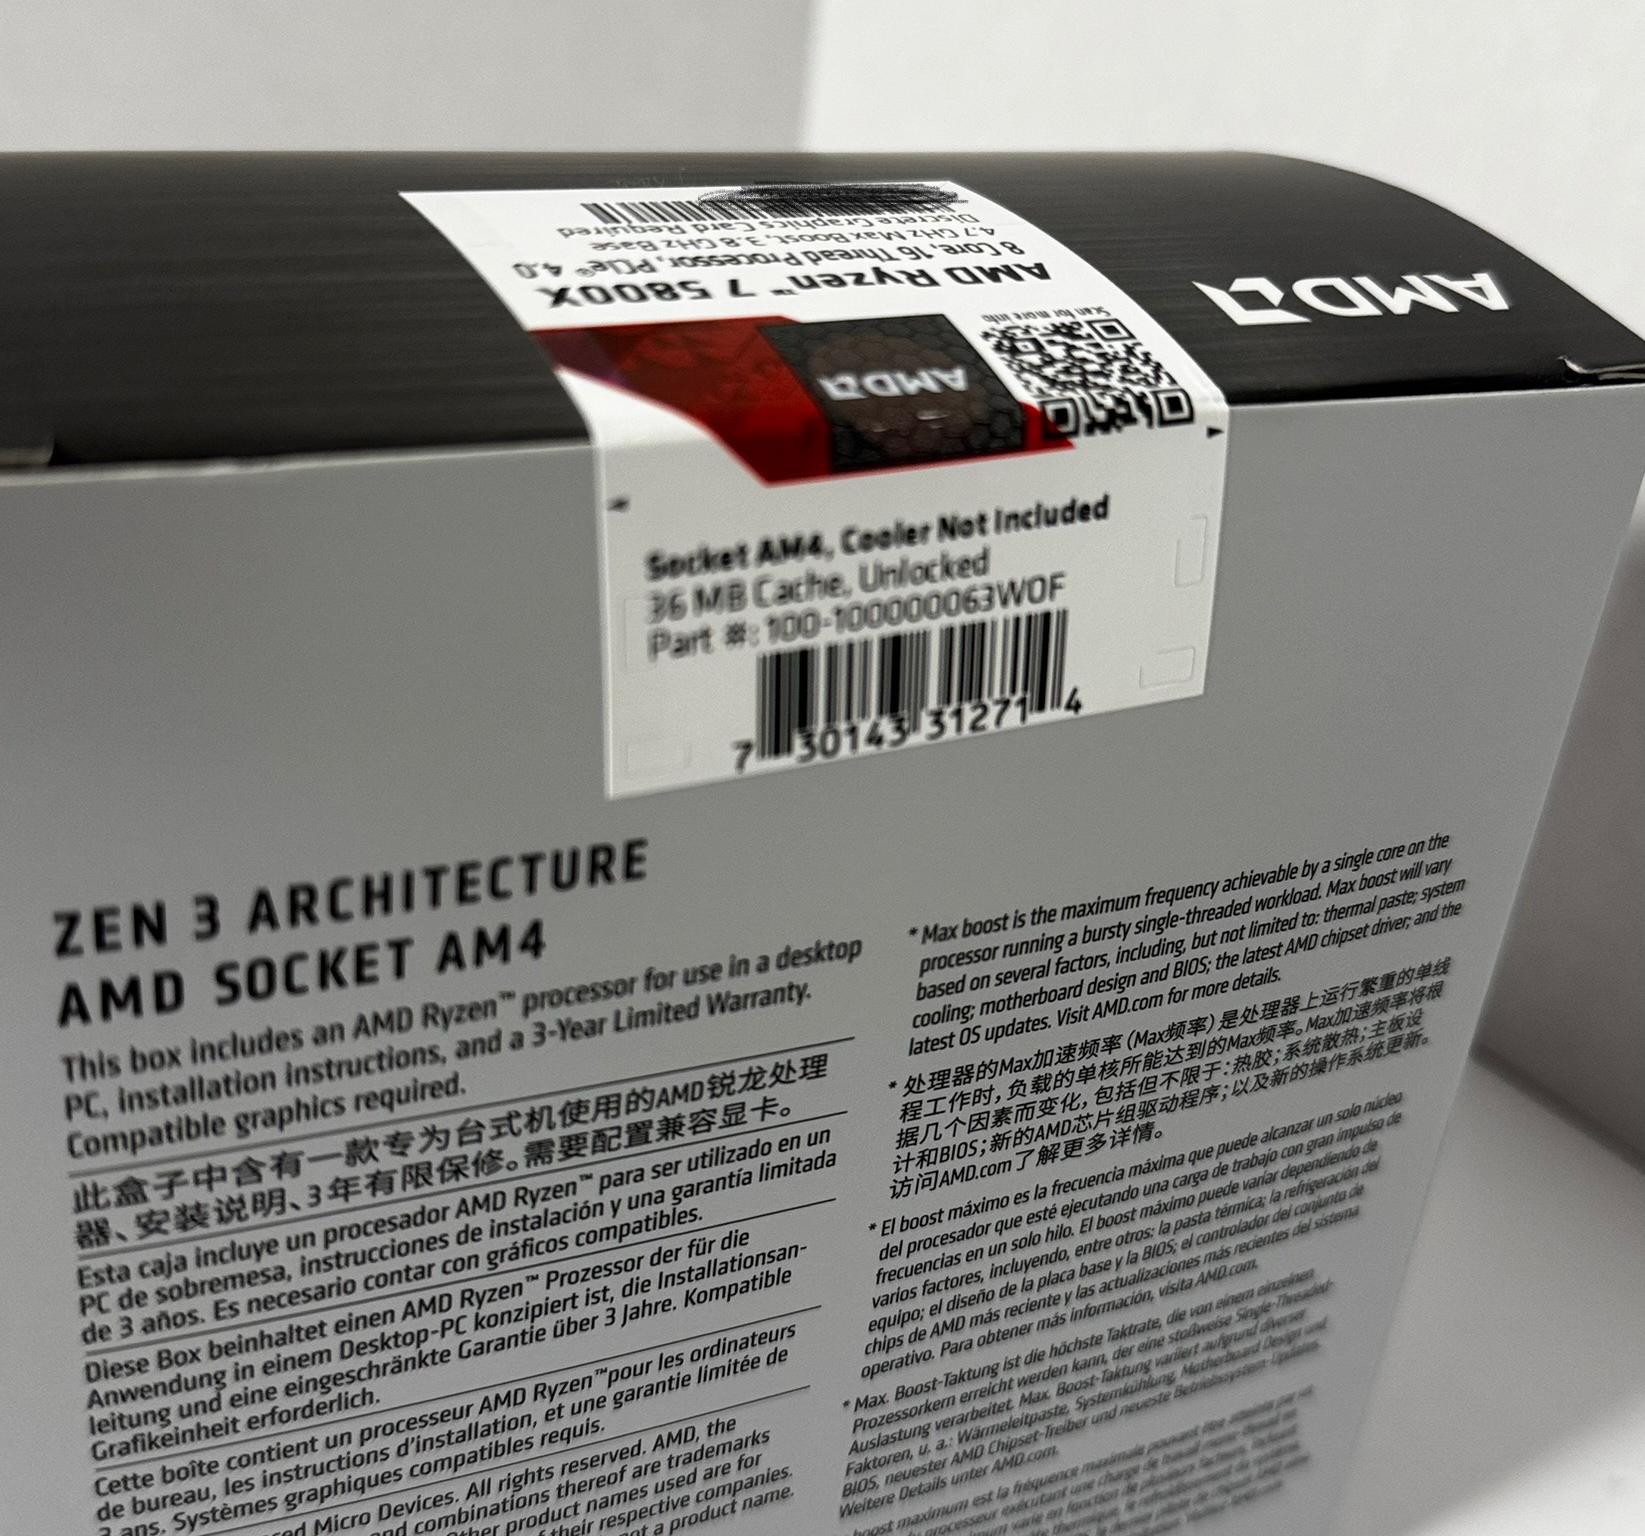 AMD
AMD Ryzen™ 7 5800X
8 Core, 16 Thread Processor, PCIe® 4.0
4.7 GHz Max Boost, 3.8 GHz Base
Discrete Graphics Card Required
Scan for more info
AMD
Socket AM4, Cooler Not Included
36 MB Cache, Unlocked
Part #: 100-100000063WOF
7 30143 31271 4
ZEN 3 ARCHITECTURE
AMD SOCKET AM4
This box includes an AMD Ryzen™ processor for use in a desktop
PC, installation instructions, and a 3-Year Limited Warranty.
Compatible graphics required.
此盒子中含有一款专为台式机使用的AMD锐龙处理
器、安装说明、3年有限保修。需要配置兼容显卡。
Esta caja incluye un procesador AMD Ryzen™ para ser utilizado en un
PC de sobremesa, instrucciones de instalación y una garantía limitada
de 3 años. Es necesario contar con gráficos compatibles.
Diese Box beinhaltet einen AMD Ryzen™ Prozessor der für die
Anwendung in einem Desktop-PC konzipiert ist, die Installationsan-
leitung und eine eingeschränkte Garantie über 3 Jahre. Kompatible
Grafikeinheit erforderlich.
Cette boîte contient un processeur AMD Ryzen™pour les ordinateurs
de bureau, les instructions d'installation, et une garantie limitée de
3 ans. Systèmes graphiques compatibles requis.
Micro Devices. All rights reserved. AMD, the
combinations thereof are trademarks
product names used are for
their respective companies.
a product name.
* Max boost is the maximum frequency achievable by a single core on the
processor running a bursty single-threaded workload. Max boost will vary
based on several factors, including, but not limited to: thermal paste; system
cooling; motherboard design and BIOS; the latest AMD chipset driver; and the
latest OS updates. Visit AMD.com for more details.
* 处理器的Max加速频率（Max频率）是处理器上运行繁重的单线
程工作时，负载的单核所能达到的Max频率。Max加速频率将根
据几个因素而变化，包括但不限于：热胶；系统散热；主板设
计和BIOS；新的AMD芯片组驱动程序；以及新的操作系统更新。
访问AMD.com了解更多详情。
* El boost máximo es la frecuencia máxima que puede alcanzar un solo núcleo
del procesador que esté ejecutando una carga de trabajo con gran impulso de
frecuencias en un solo hilo. El boost máximo puede variar dependiendo de
varios factores, incluyendo, entre otros: la pasta térmica; la refrigeración del
equipo; el diseño de la placa base y la BIOS; el controlador del conjunto de
chips de AMD más reciente y las actualizaciones más recientes del sistema
operativo. Para obtener más información, visita AMD.com.
* Max. Boost-Taktung ist die höchste Taktrate, die von einem einzelnen
Prozessorkern erreicht werden kann, der eine stoßweise Single-Threaded-
Auslastung verarbeitet. Max. Boost-Taktung variiert aufgrund diverser
Faktoren, u. a.: Wärmeleitpaste, Systemkühlung, Motherboard Design und
BIOS, neuester AMD Chipset-Treiber und neueste Betriebssystem-Updates.
Weitere Details unter AMD.com.
boost maximum est la fréquence maximale pouvant être
processeur exécutant une charge de travail
varie en fonction de plusieurs facteurs,